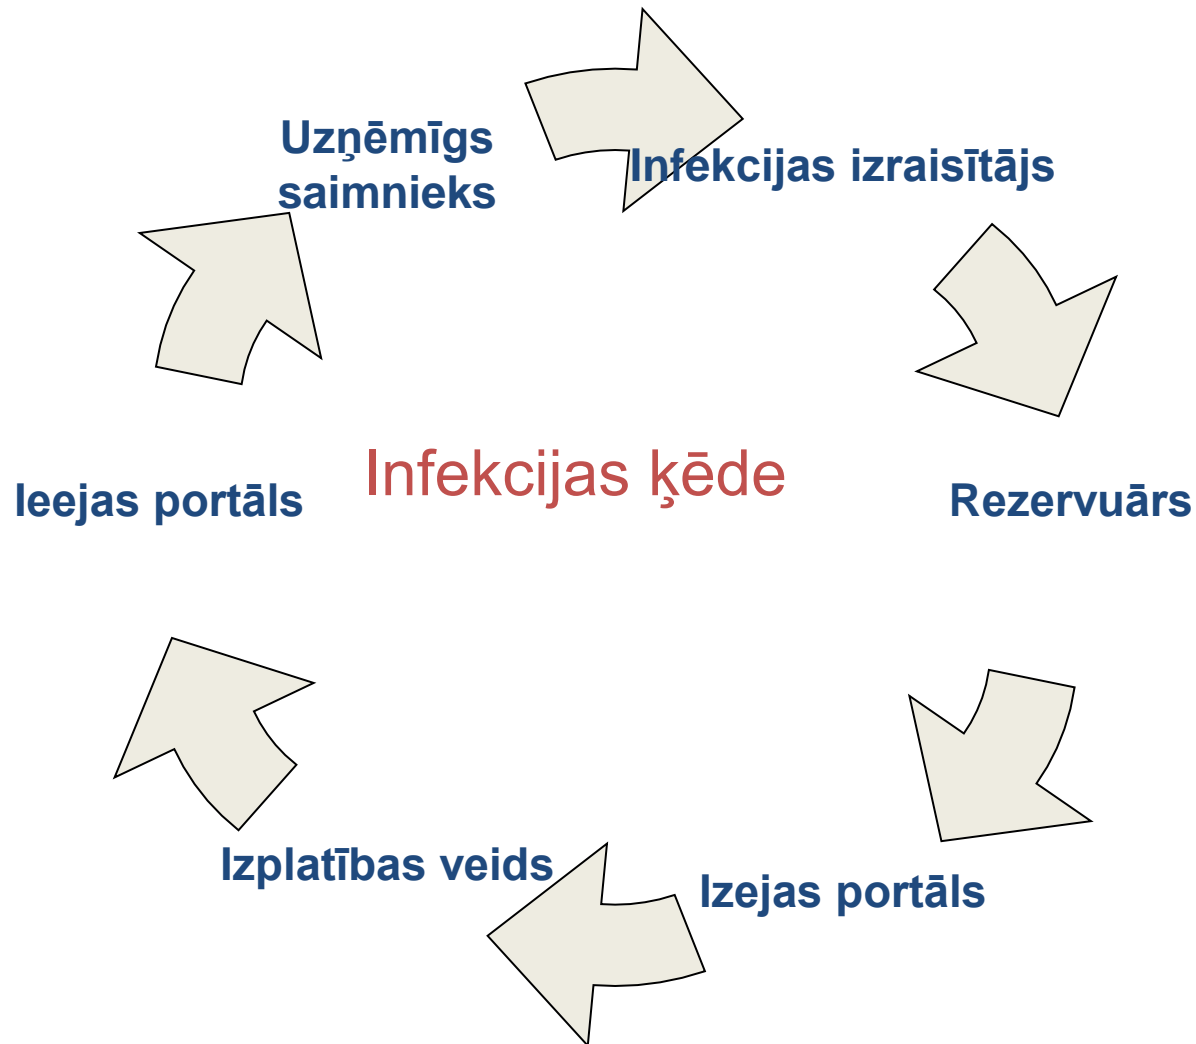 Uzņēmīgs
saimnieks
Infekcijas izraisītājs
Infekcijas ķēde
Ieejas portāls
Rezervuārs
Izplatības veids
Izejas portāls